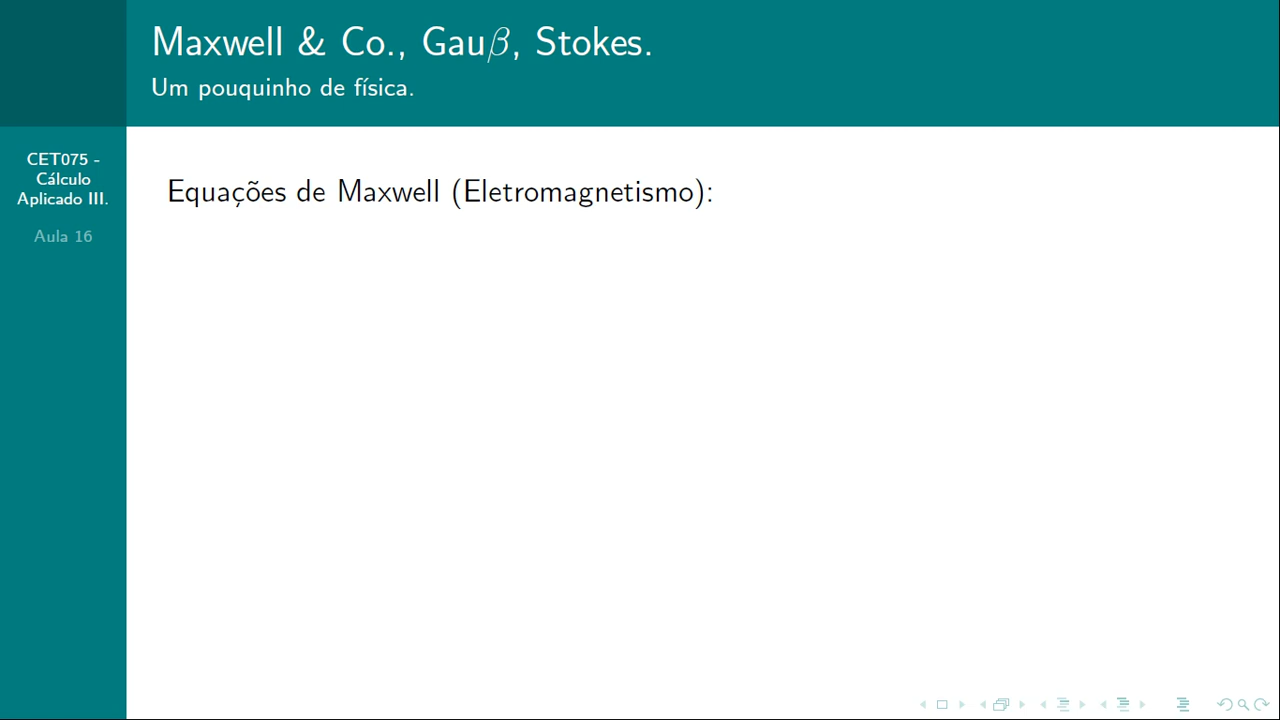 Maxwell & Co., Gauβ, Stokes.
Um pouquinho de física.
CET075 -
Cálculo
Aplicado III.
Aula 16
Equações de Maxwell (Eletromagnetismo):